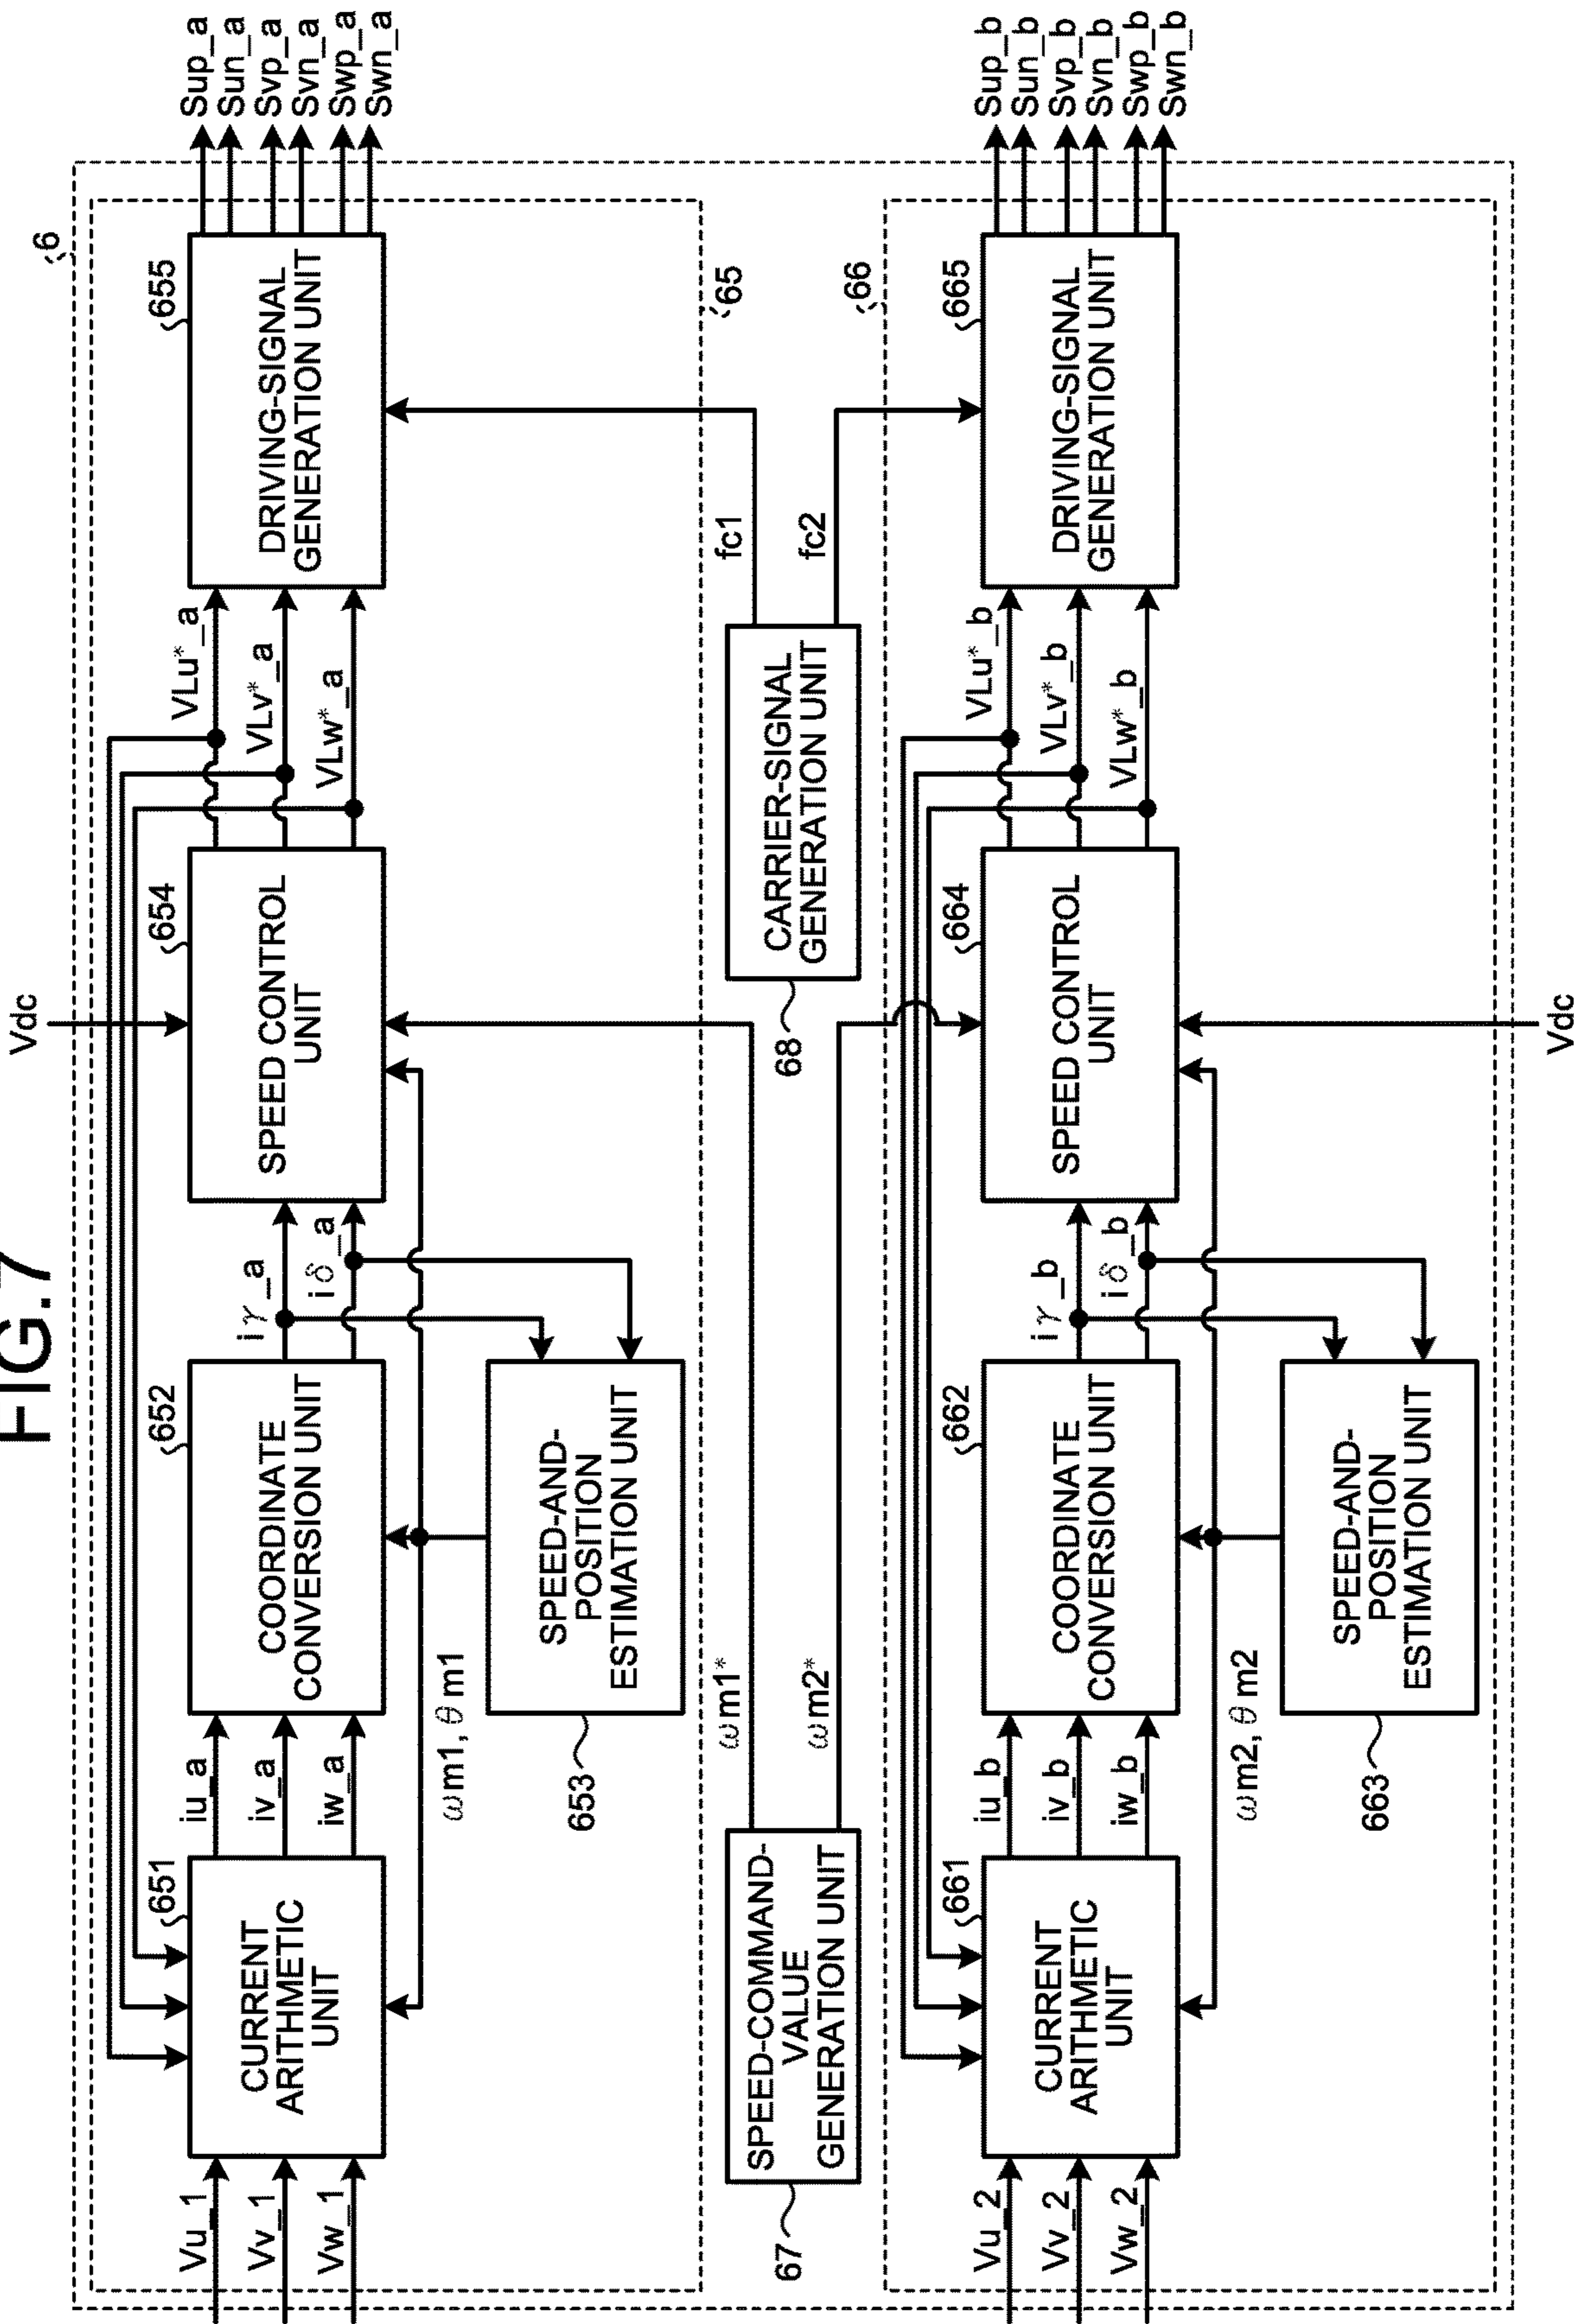 FIG.7
6
Vdc
651
CURRENT
ARITHMETIC
UNIT
Vu_1
Vv_1
Vw_1
iu_a
iv_a
iw_a
652
COORDINATE
CONVERSION UNIT
iγ_a
iδ_a
654
SPEED CONTROL
UNIT
VLu*_a
VLv*_a
VLw*_a
655
DRIVING-SIGNAL
GENERATION UNIT
Sup_a
Sun_a
Svp_a
Svn_a
Swp_a
Swn_a
ωm1, θm1
653
SPEED-AND-
POSITION
ESTIMATION UNIT
65
67
SPEED-COMMAND-
VALUE
GENERATION UNIT
ωm1*
ωm2*
68
CARRIER-SIGNAL
GENERATION UNIT
fc1
fc2
66
661
CURRENT
ARITHMETIC
UNIT
Vu_2
Vv_2
Vw_2
iu_b
iv_b
iw_b
662
COORDINATE
CONVERSION UNIT
iγ_b
iδ_b
664
SPEED CONTROL
UNIT
VLu*_b
VLv*_b
VLw*_b
665
DRIVING-SIGNAL
GENERATION UNIT
Sup_b
Sun_b
Svp_b
Svn_b
Swp_b
Swn_b
ωm2, θm2
663
SPEED-AND-
POSITION
ESTIMATION UNIT
Vdc